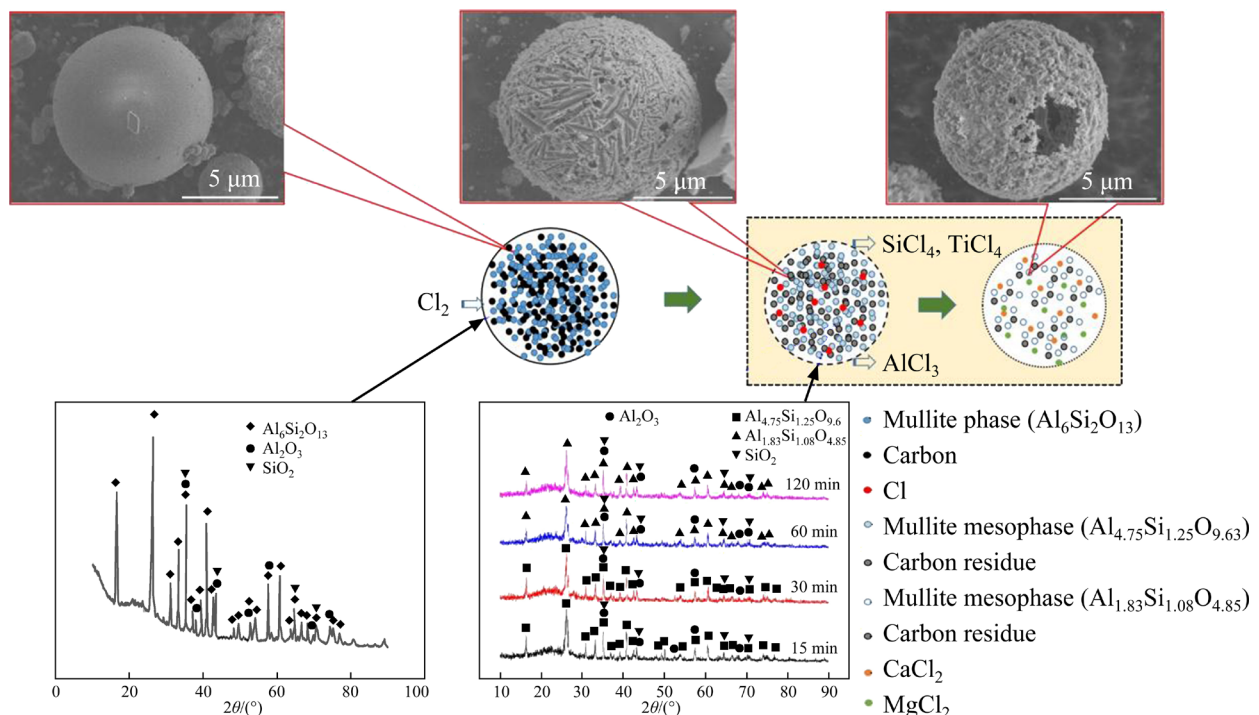 5 μm
5 μm
5 μm
Cl₂
SiCl₄, TiCl₄
AlCl₃
Al₆Si₂O₁₃
Al₂O₃
SiO₂
0 20 40 60 80 100
2θ/(°)
Al₂O₃
Al₄.₇₅Si₁.₂₅O₉.₆
Al₁.₈₃Si₁.₀₈O₄.₈₅
SiO₂
120 min
60 min
30 min
15 min
10 20 30 40 50 60 70 80 90
2θ/(°)
Mullite phase (Al₆Si₂O₁₃)
Carbon
Cl
Mullite mesophase (Al₄.₇₅Si₁.₂₅O₉.₆₃)
Carbon residue
Mullite mesophase (Al₁.₈₃Si₁.₀₈O₄.₈₅)
Carbon residue
CaCl₂
MgCl₂